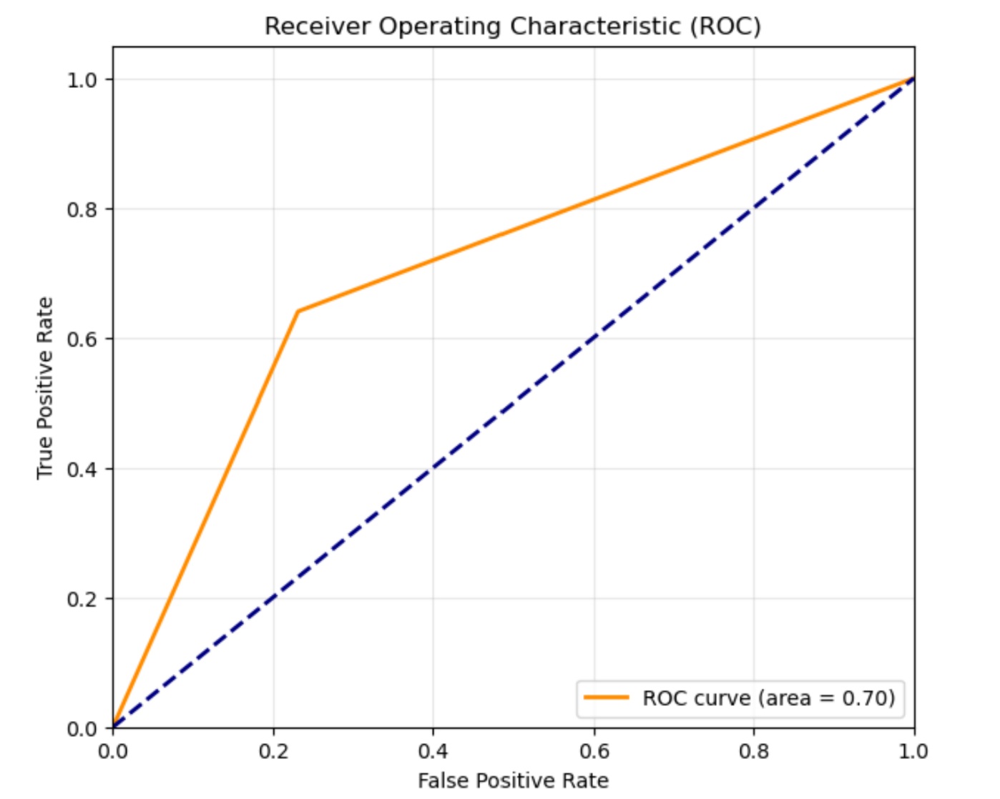 Receiver Operating Characteristic (ROC)
1.0
0.8
0.6
0.4
0.2
0.0
True Positive Rate
ROC curve (area = 0.70)
0.0 0.2 0.4 0.6 0.8 1.0
False Positive Rate